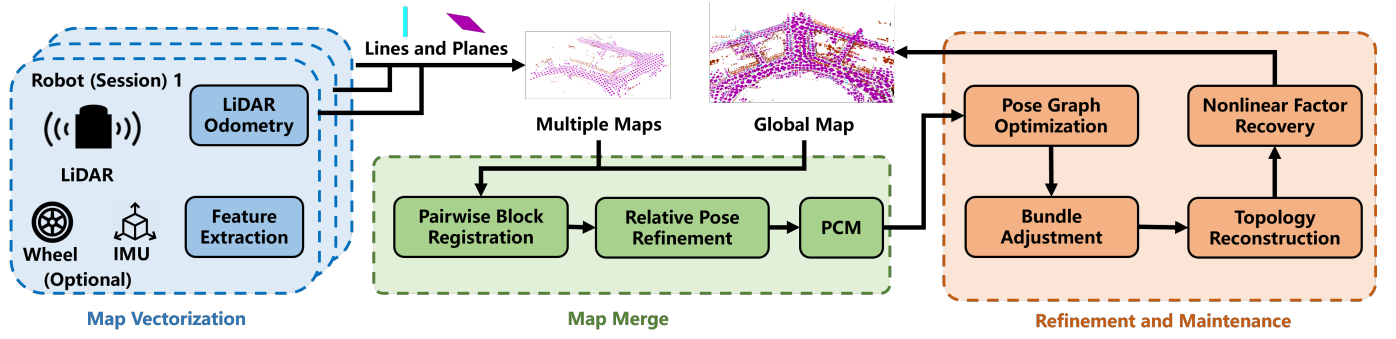 Robot (Session) 1
LiDAR
LiDAR
Odometry
Wheel
IMU
(Optional)
Feature
Extraction
Map Vectorization
Lines and Planes
Multiple Maps
Global Map
Pairwise Block
Registration
Relative Pose
Refinement
PCM
Map Merge
Pose Graph
Optimization
Nonlinear Factor
Recovery
Bundle
Adjustment
Topology
Reconstruction
Refinement and Maintenance